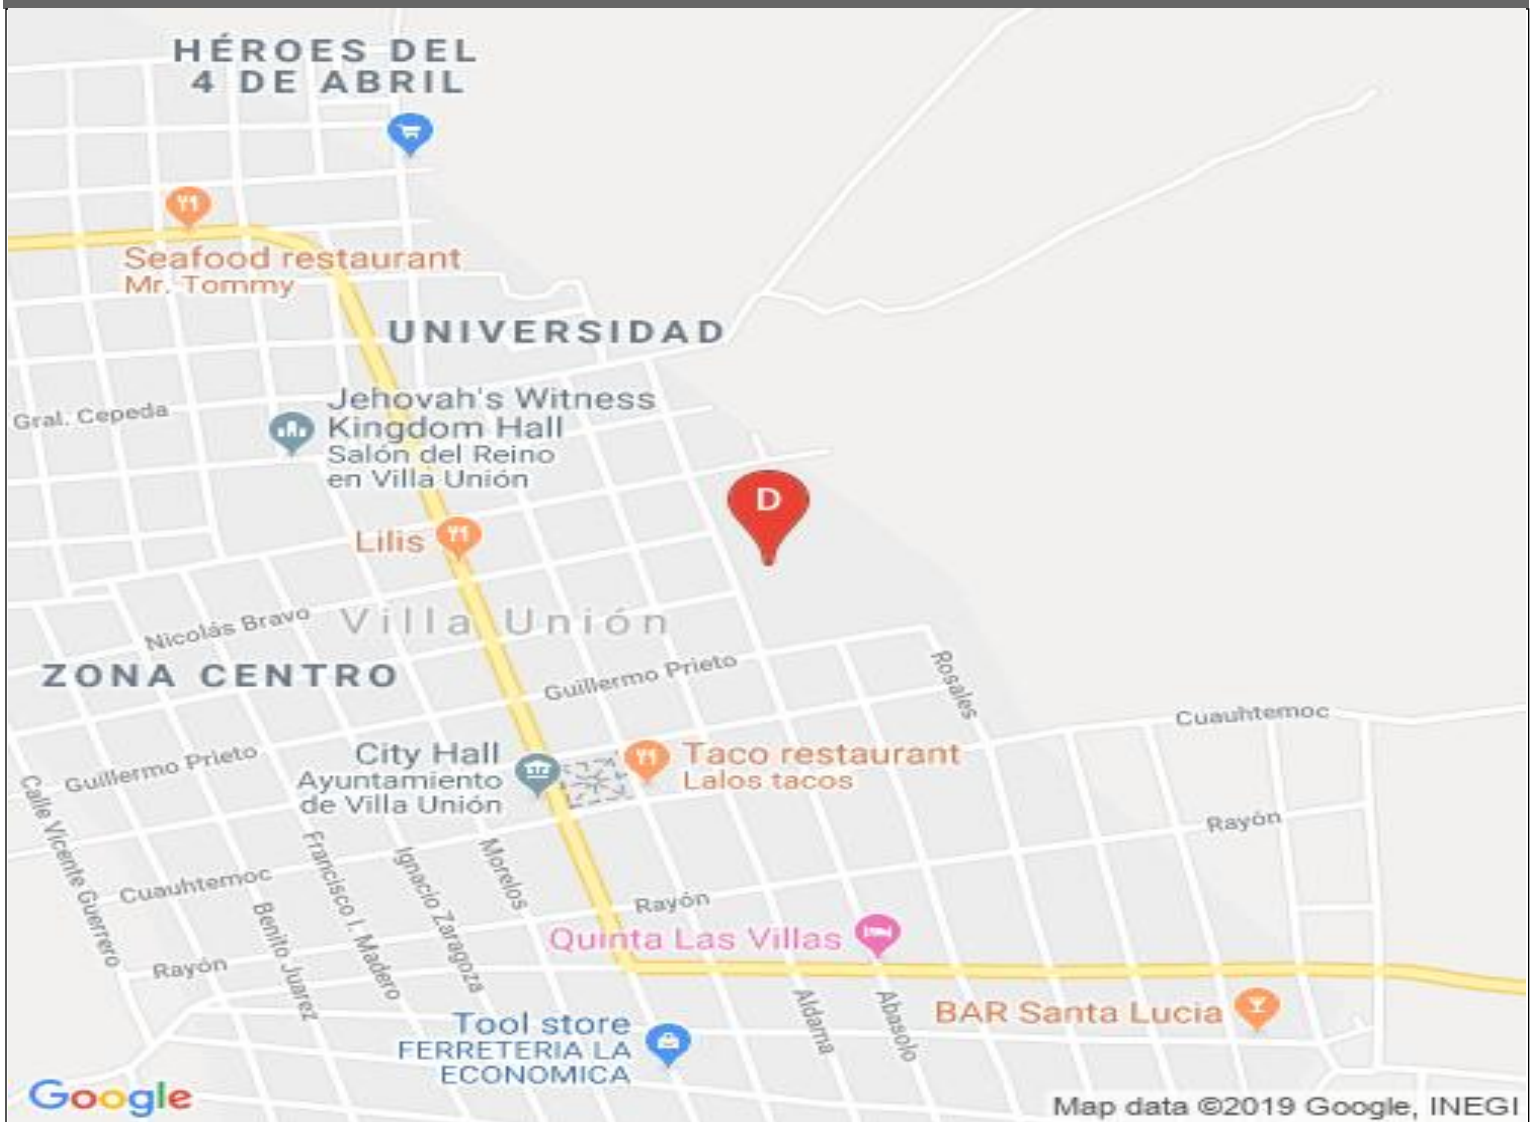 HÉROES DEL
4 DE ABRIL
Seafood restaurant
Mr. Tommy
UNIVERSIDAD
Jehovah's Witness
Kingdom Hall
Salón del Reino
en Villa Unión
Gral. Cepeda
D
Lilis
Nicolás Bravo
Villa Unión
ZONA CENTRO
Guillermo Prieto
Rosales
Cuauhtemoc
City Hall
Ayuntamiento
de Villa Unión
Taco restaurant
Lalos tacos
Guillermo Prieto
Calle Vicente Guerrero
Rayón
Francisco I. Madero
Ignacio Zaragoza
Morelos
Cuauhtemoc
Benito Juarez
Rayón
Quinta Las Villas
Rayón
Aldama
Abasolo
BAR Santa Lucia
Tool store
FERRETERIA LA
ECONOMICA
Google
Map data ©2019 Google, INEGI